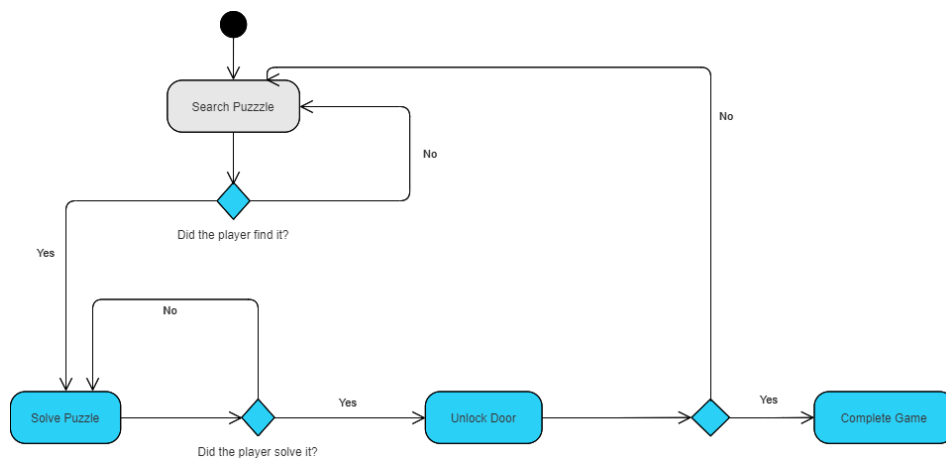 Search Puzzzle
No
No
Did the player find it?
Yes
No
Solve Puzzle
Yes
Unlock Door
Yes
Complete Game
Did the player solve it?